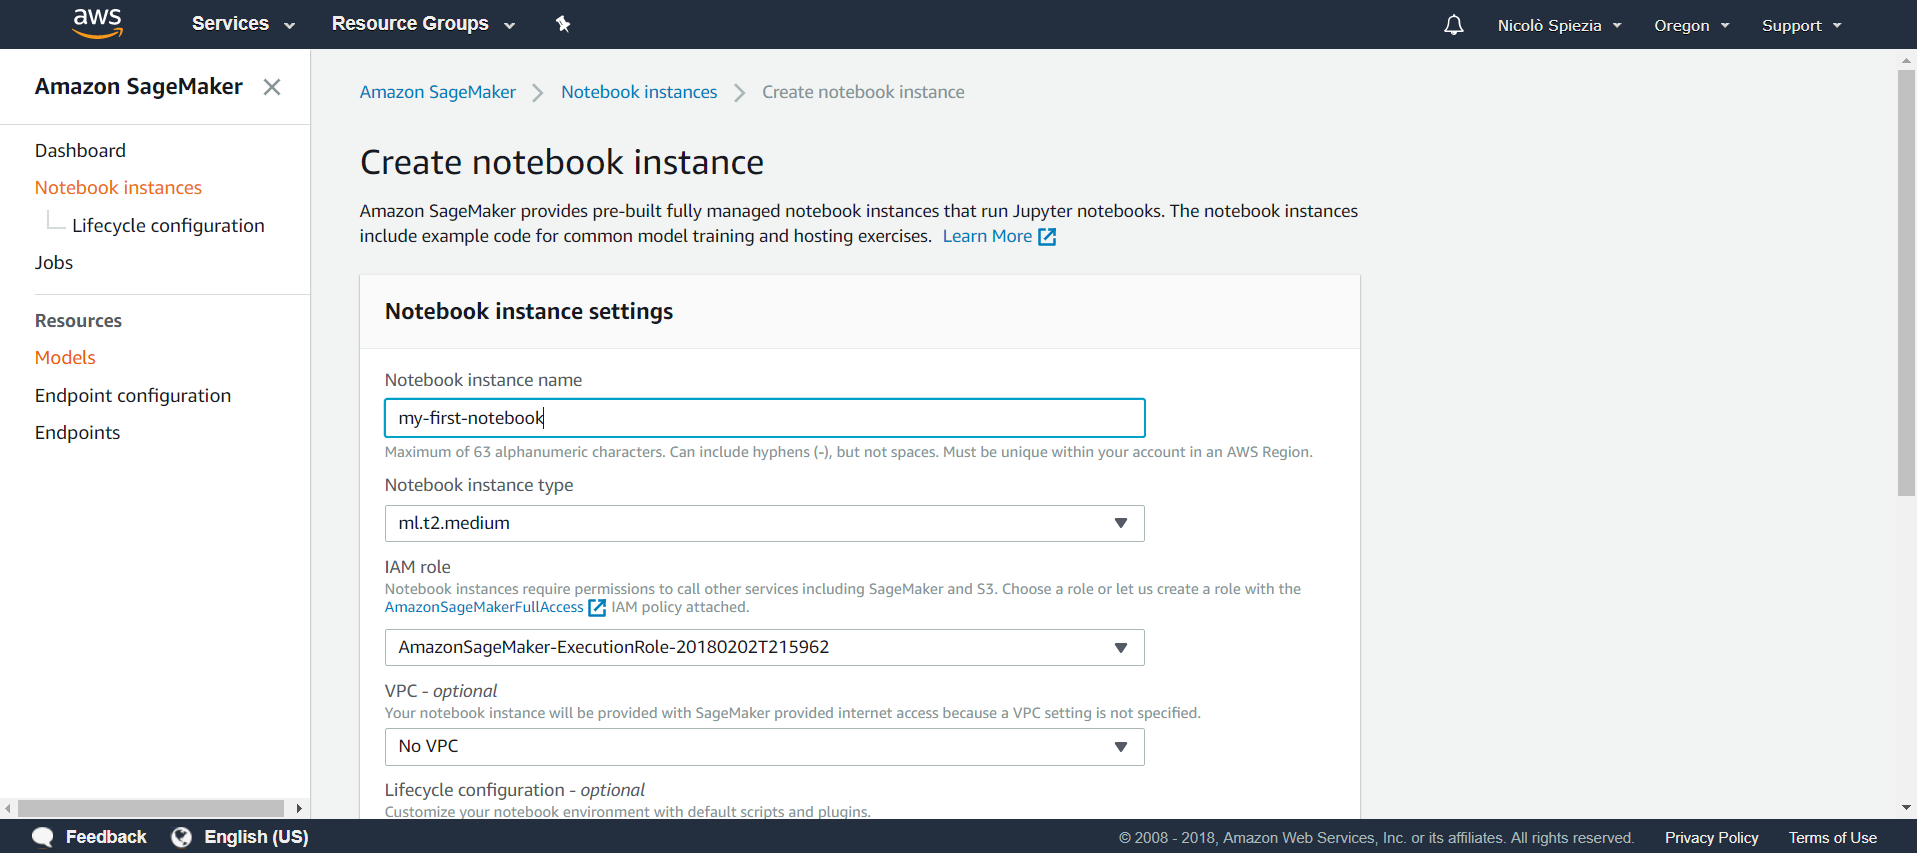 aws Services Resource Groups Nicolò Spiezia Oregon Support
Amazon SageMaker
Dashboard
Notebook instances
Lifecycle configuration
Jobs
Resources
Models
Endpoint configuration
Endpoints
Amazon SageMaker Notebook instances Create notebook instance
Create notebook instance
Amazon SageMaker provides pre-built fully managed notebook instances that run Jupyter notebooks. The notebook instances
include example code for common model training and hosting exercises. Learn More
Notebook instance settings
Notebook instance name
my-first-notebook
Maximum of 63 alphanumeric characters. Can include hyphens (-), but not spaces. Must be unique within your account in an AWS Region.
Notebook instance type
ml.t2.medium
IAM role
Notebook instances require permissions to call other services including SageMaker and S3. Choose a role or let us create a role with the
AmazonSageMakerFullAccess IAM policy attached.
AmazonSageMaker-ExecutionRole-20180202T215962
VPC - optional
Your notebook instance will be provided with SageMaker provided internet access because a VPC setting is not specified.
No VPC
Lifecycle configuration - optional
Customize your notebook environment with default scripts and plugins.
Feedback English (US) © 2008 - 2018, Amazon Web Services, Inc. or its affiliates. All rights reserved. Privacy Policy Terms of Use